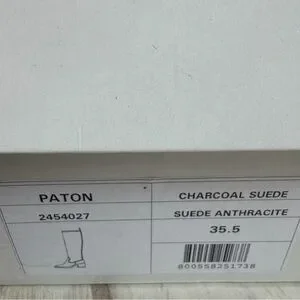 PATON
2454027
CHARCOAL SUEDE
SUEDE ANTHRACITE
35.5
800558251738